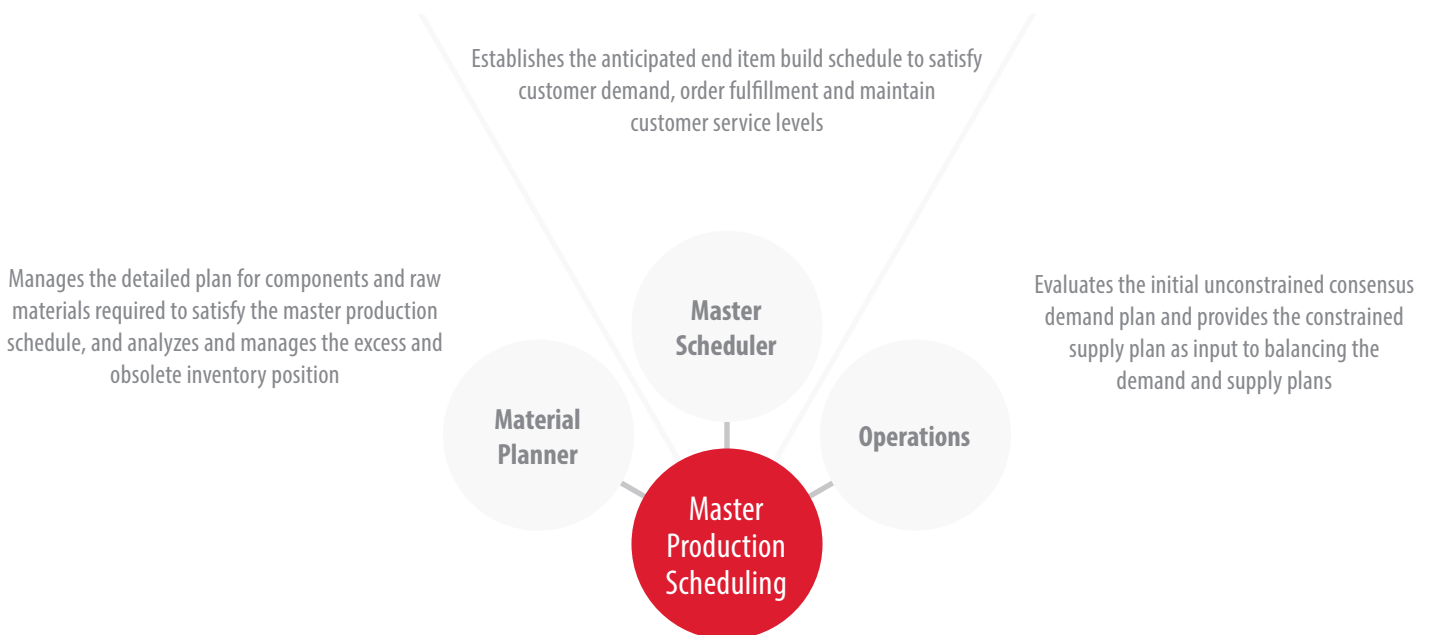 Establishes the anticipated end item build schedule to satisfy
customer demand, order fulfillment and maintain
customer service levels
Manages the detailed plan for components and raw
materials required to satisfy the master production
schedule, and analyzes and manages the excess and
obsolete inventory position
Evaluates the initial unconstrained consensus
demand plan and provides the constrained
supply plan as input to balancing the
demand and supply plans
Master
Scheduler
Material
Planner
Operations
Master
Production
Scheduling